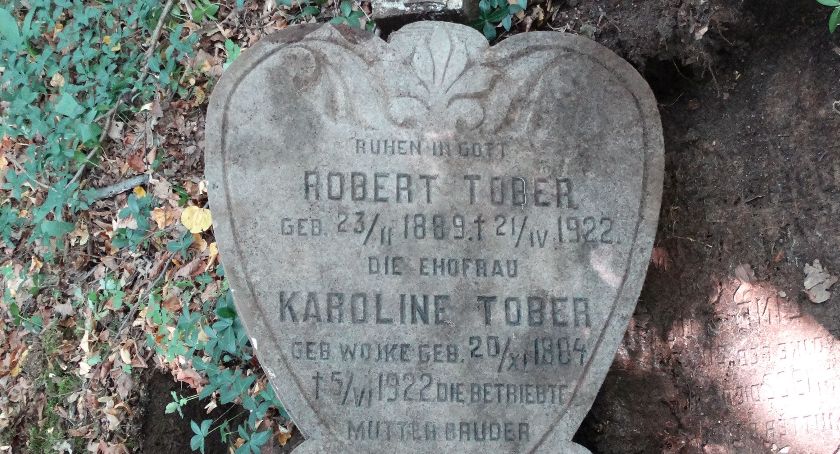 RUHEN IN GOTT
ROBERT TOBER
GEB. 23/II 1889. † 21/IV 1922.
DIE EHOFRAU
KAROLINE TOBER
GEB WOJKE GEB. 20/XI 1884
† 5/VI 1922 DIE BETRIEBTE
MUTTER BRUDER